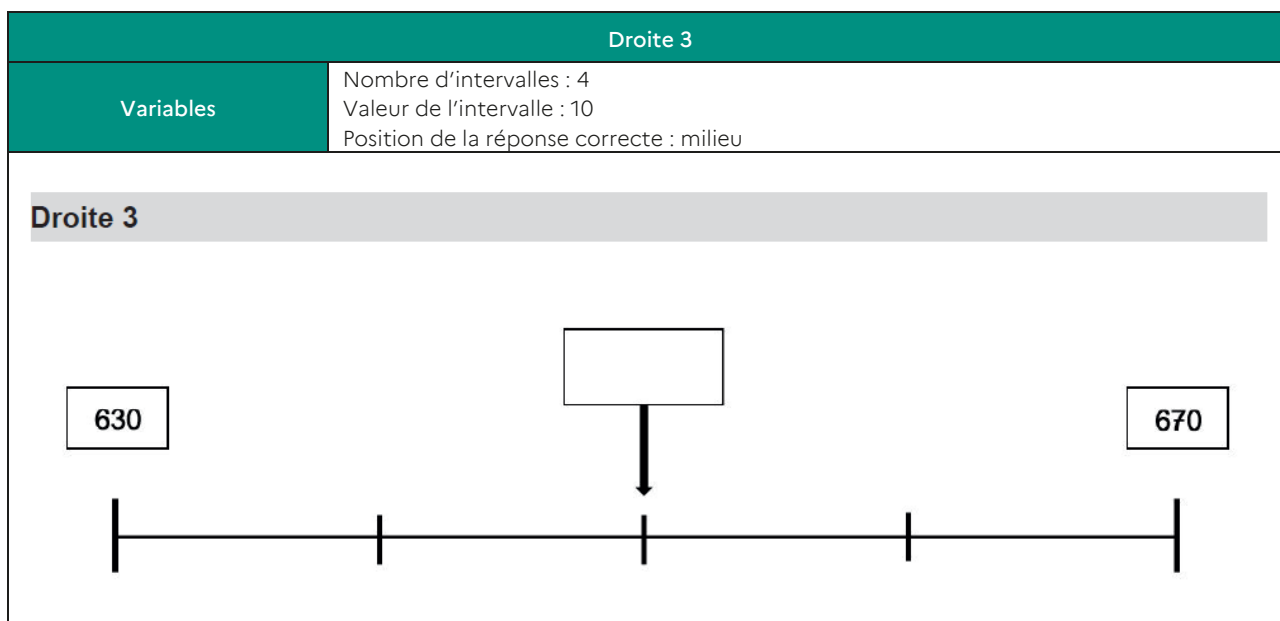 Droite 3
Variables
Nombre d’intervalles : 4
Valeur de l’intervalle : 10
Position de la réponse correcte : milieu
Droite 3
630
670